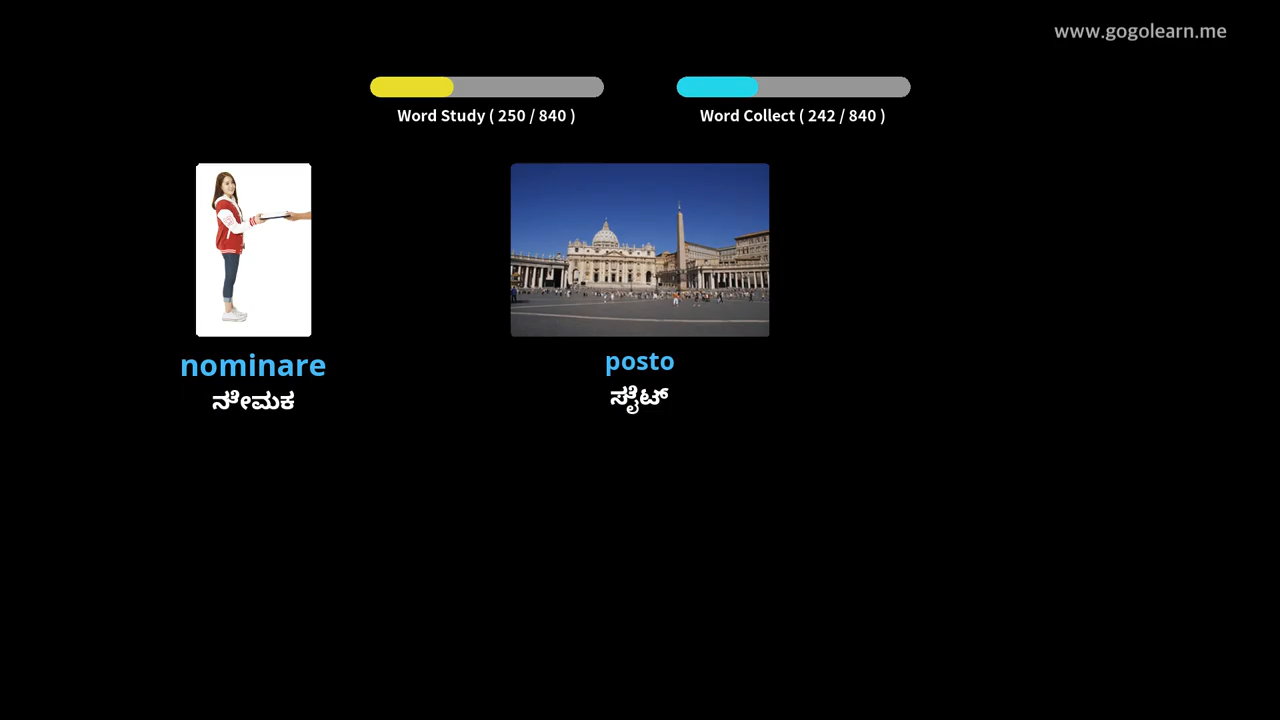 www.gogolearn.me
Word Study ( 250 / 840 )
Word Collect ( 242 / 840 )
nominare
ನೇಮಕ
posto
ಸೈಟ್